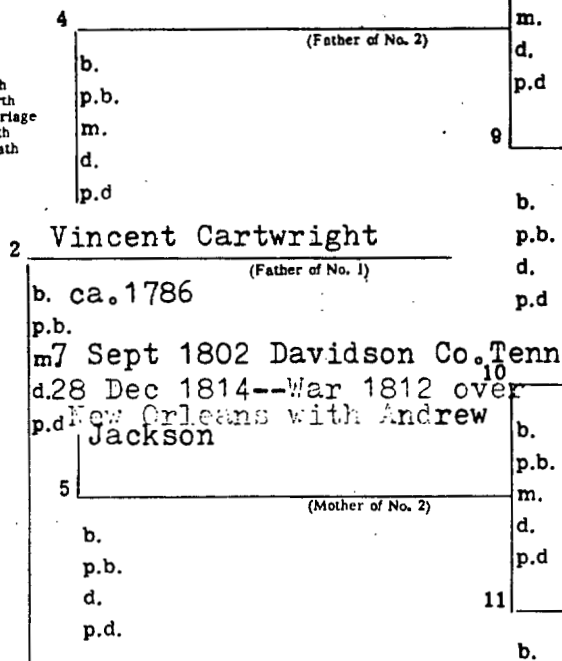 4
(Father of No. 2)
b.
p.b.
m.
d.
p.d
m.
d.
p.d
9
b.
p.b.
d.
p.d
2 Vincent Cartwright
(Father of No. 1)
b. ca. 1786
p.b.
m7 Sept 1802 Davidson Co. Tenn
d.28 Dec 1814--War 1812 over
p.d New Orleans with Andrew
Jackson
10
b.
p.b.
m.
d.
p.d
5
(Mother of No. 2)
b.
p.b.
d.
p.d.
11
b.